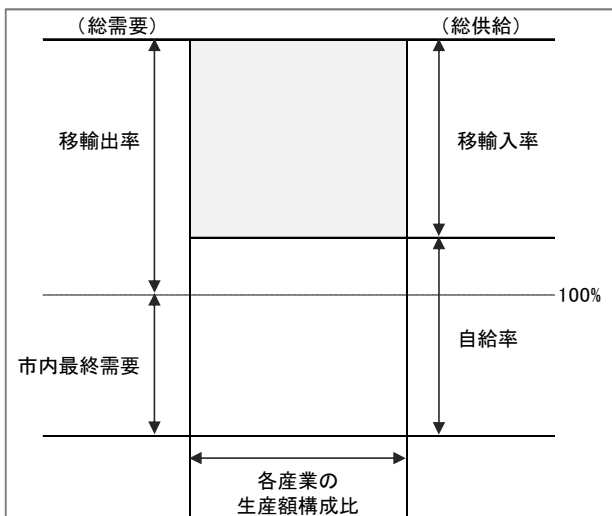 （総需要）
（総供給）
移輸出率
移輸入率
100%
自給率
市内最終需要
各産業の
生産額構成比